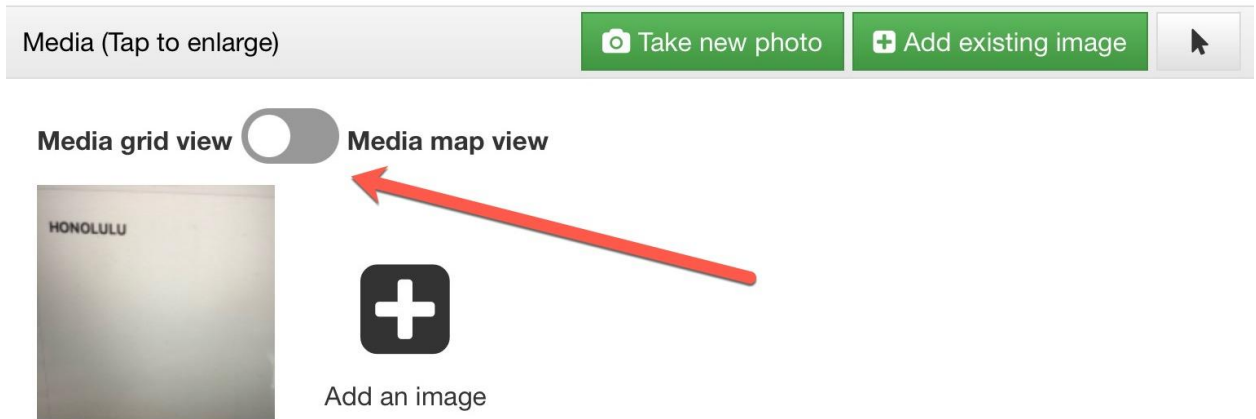 Media (Tap to enlarge) Take new photo Add existing image
Media grid view Media map view
HONOLULU
Add an image